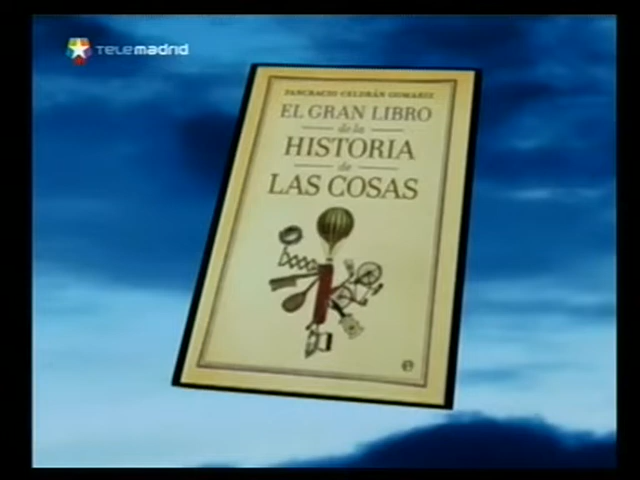 TELEMADRID
PANCRACIO CELDRÁN GOMARIZ
EL GRAN LIBRO
de la
HISTORIA
de
LAS COSAS
e